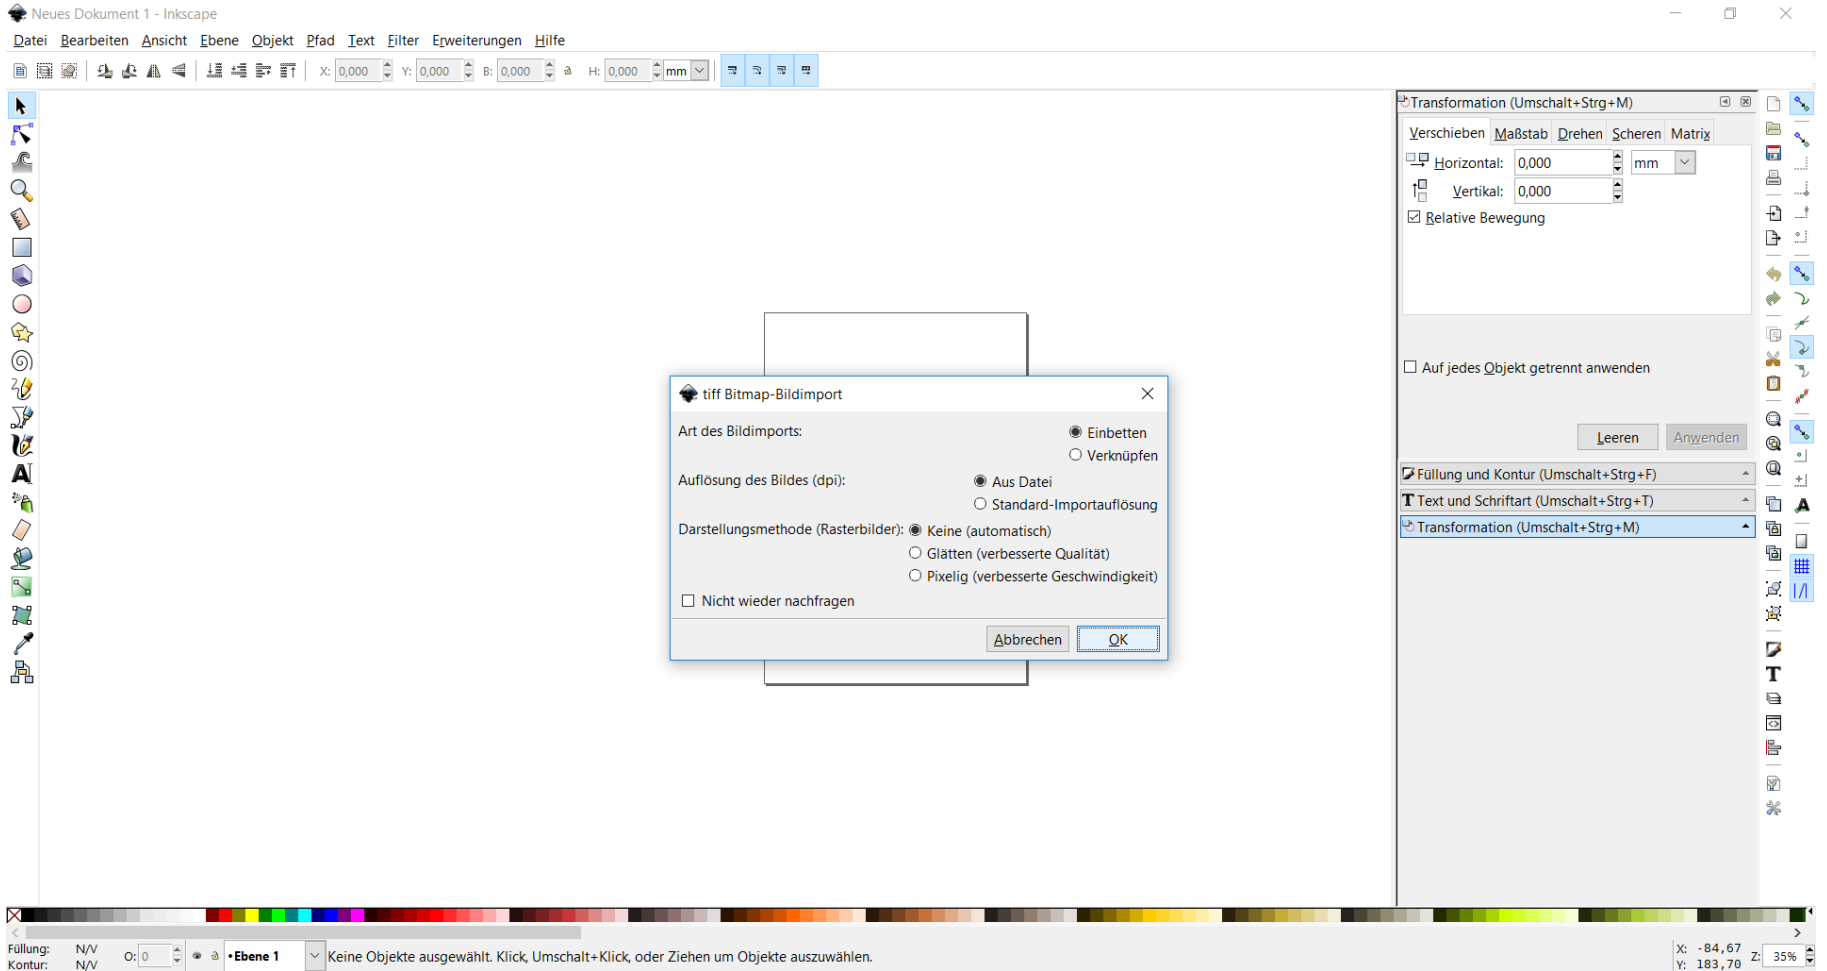 Neues Dokument 1 - Inkscape
Datei Bearbeiten Ansicht Ebene Objekt Pfad Text Filter Erweiterungen Hilfe
X: 0,000 Y: 0,000 B: 0,000 H: 0,000 mm
Transformation (Umschalt+Strg+M)
Verschieben Maßstab Drehen Scheren Matrix
Horizontal: 0,000 mm
Vertikal: 0,000
Relative Bewegung
Auf jedes Objekt getrennt anwenden
Leeren Anwenden
Füllung und Kontur (Umschalt+Strg+F)
Text und Schriftart (Umschalt+Strg+T)
Transformation (Umschalt+Strg+M)
tiff Bitmap-Bildimport
Art des Bildimports: Einbetten
Verknüpfen
Auflösung des Bildes (dpi): Aus Datei
Standard-Importauflösung
Darstellungsmethode (Rasterbilder): Keine (automatisch)
Glätten (verbesserte Qualität)
Pixelig (verbesserte Geschwindigkeit)
Nicht wieder nachfragen
Abbrechen OK
Füllung: N/V
Kontur: N/V
O: 0
•Ebene 1
Keine Objekte ausgewählt. Klick, Umschalt+Klick, oder Ziehen um Objekte auszuwählen.
X: -84,67
Y: 183,70
Z: 35%